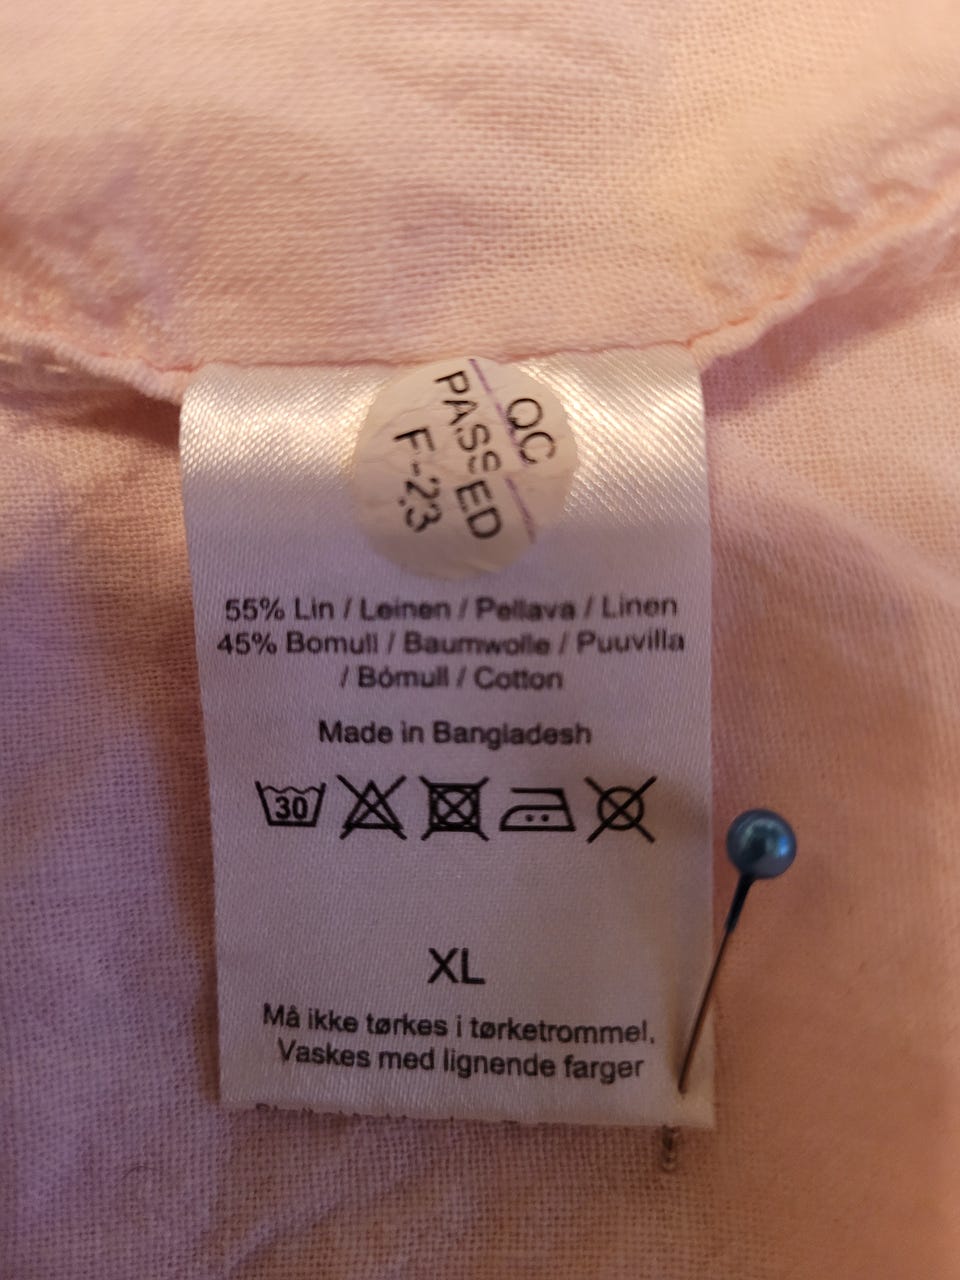 QC
PASSED
F-23
55% Lin / Leinen / Pellava / Linen
45% Bomull / Baumwolle / Puuvilla
/ Bómull / Cotton
Made in Bangladesh
30
XL
Må ikke tørkes i tørketrommel.
Vaskes med lignende farger